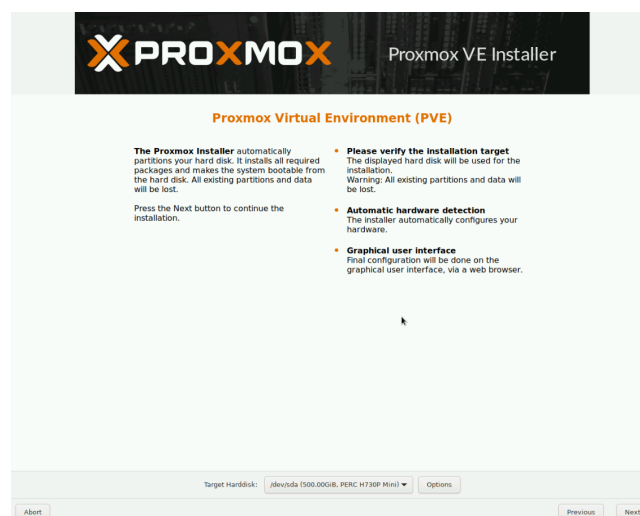 PROXMOX
Proxmox VE Installer
Proxmox Virtual Environment (PVE)
The Proxmox Installer automatically
partitions your hard disk. It installs all required
packages and makes the system bootable from
the hard disk. All existing partitions and data
will be lost.
Press the Next button to continue the
installation.
Please verify the installation target
The displayed hard disk will be used for the
installation.
Warning: All existing partitions and data will
be lost.
Automatic hardware detection
The installer automatically configures your
hardware.
Graphical user interface
Final configuration will be done on the
graphical user interface, via a web browser.
Target Harddisk: /dev/sda (500.00GiB, PERC H730P Mini) Options
Abort Previous Next